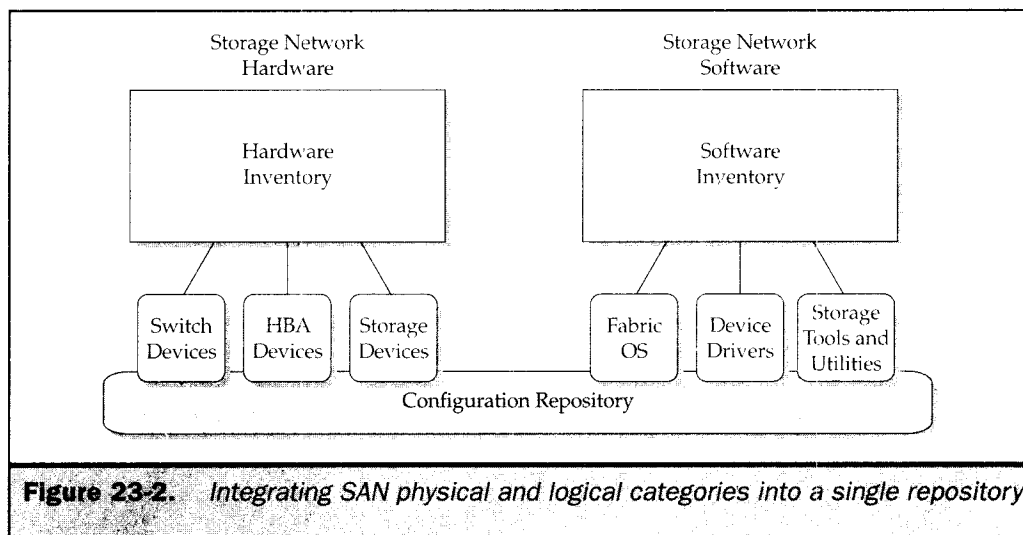 Storage Network
Hardware
Storage Network
Software
Hardware
Inventory
Software
Inventory
Switch
Devices
HBA
Devices
Storage
Devices
Fabric
OS
Device
Drivers
Storage
Tools and
Utilities
Configuration Repository
Figure 23-2. Integrating SAN physical and logical categories into a single repository